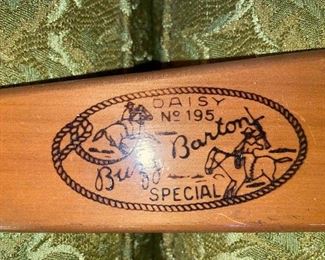 DAISY
Nº 195
Buzz Barton
SPECIAL